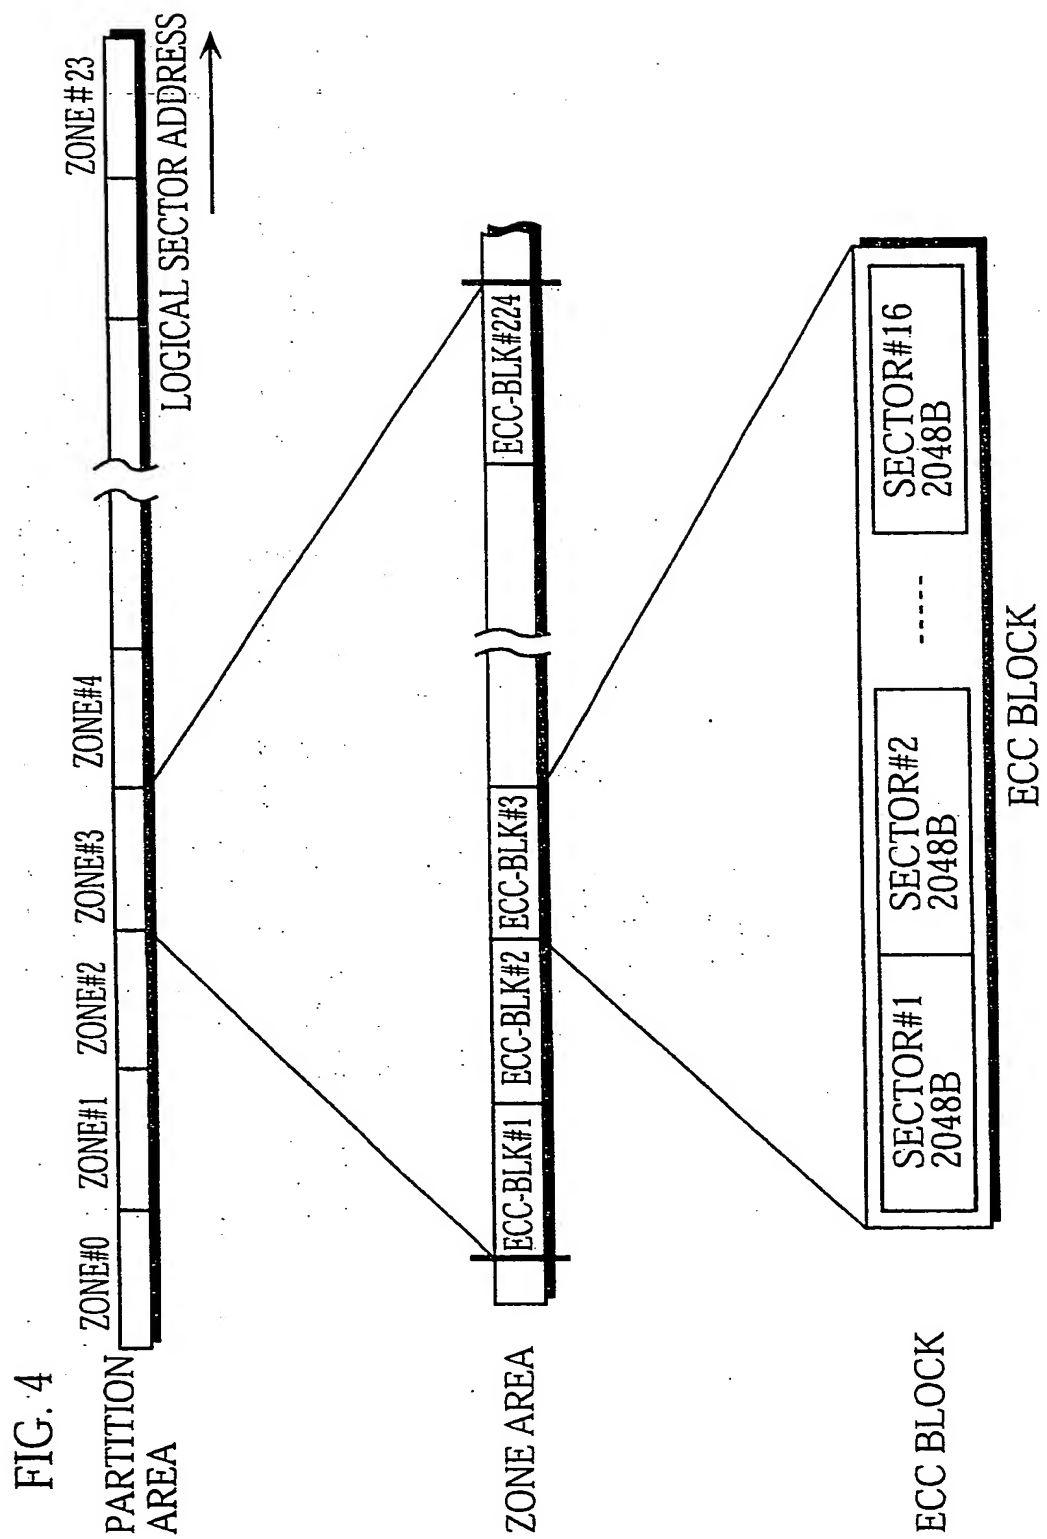 FIG. 4
PARTITION
AREA
ZONE#0
ZONE#1
ZONE#2
ZONE#3
ZONE#4
ZONE#23
LOGICAL SECTOR ADDRESS
ZONE AREA
ECC-BLK#1
ECC-BLK#2
ECC-BLK#3
ECC-BLK#224
ECC BLOCK
SECTOR#1
2048B
SECTOR#2
2048B
SECTOR#16
2048B
ECC BLOCK